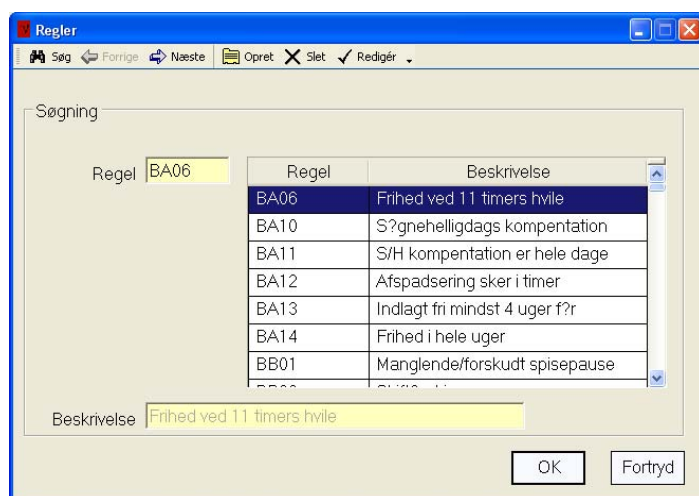 Regler
Søg Forrige Næste Opret Slet Redigér
Søgning
Regel BA06
Regel Beskrivelse
BA06 Frihed ved 11 timers hvile
BA10 S?gnehelligdags kompentation
BA11 S/H kompentation er hele dage
BA12 Afspadsering sker i timer
BA13 Indlagt fri mindst 4 uger f?r
BA14 Frihed i hele uger
BB01 Manglende/forskudt spisepause
Beskrivelse Frihed ved 11 timers hvile
OK Fortryd